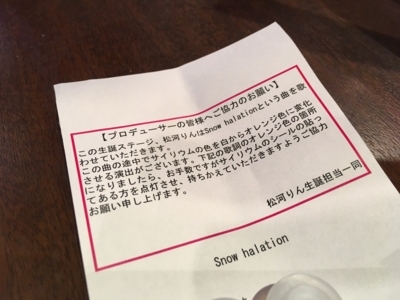 【プロデューサーの皆様へご協力のお願い】
この生誕ステージ、松河りんはSnow halationという曲を歌
わせていただきます。
この曲の途中でサイリウムの色を白からオレンジ色に変化
させる演出がございます。下記の歌詞のオレンジ色の箇所
になりましたら、お手数ですがサイリウムのシールの貼っ
てある方を点灯させ、持ちかえていただきますようご協力
お願い申し上げます。
松河りん生誕担当一同
Snow halation